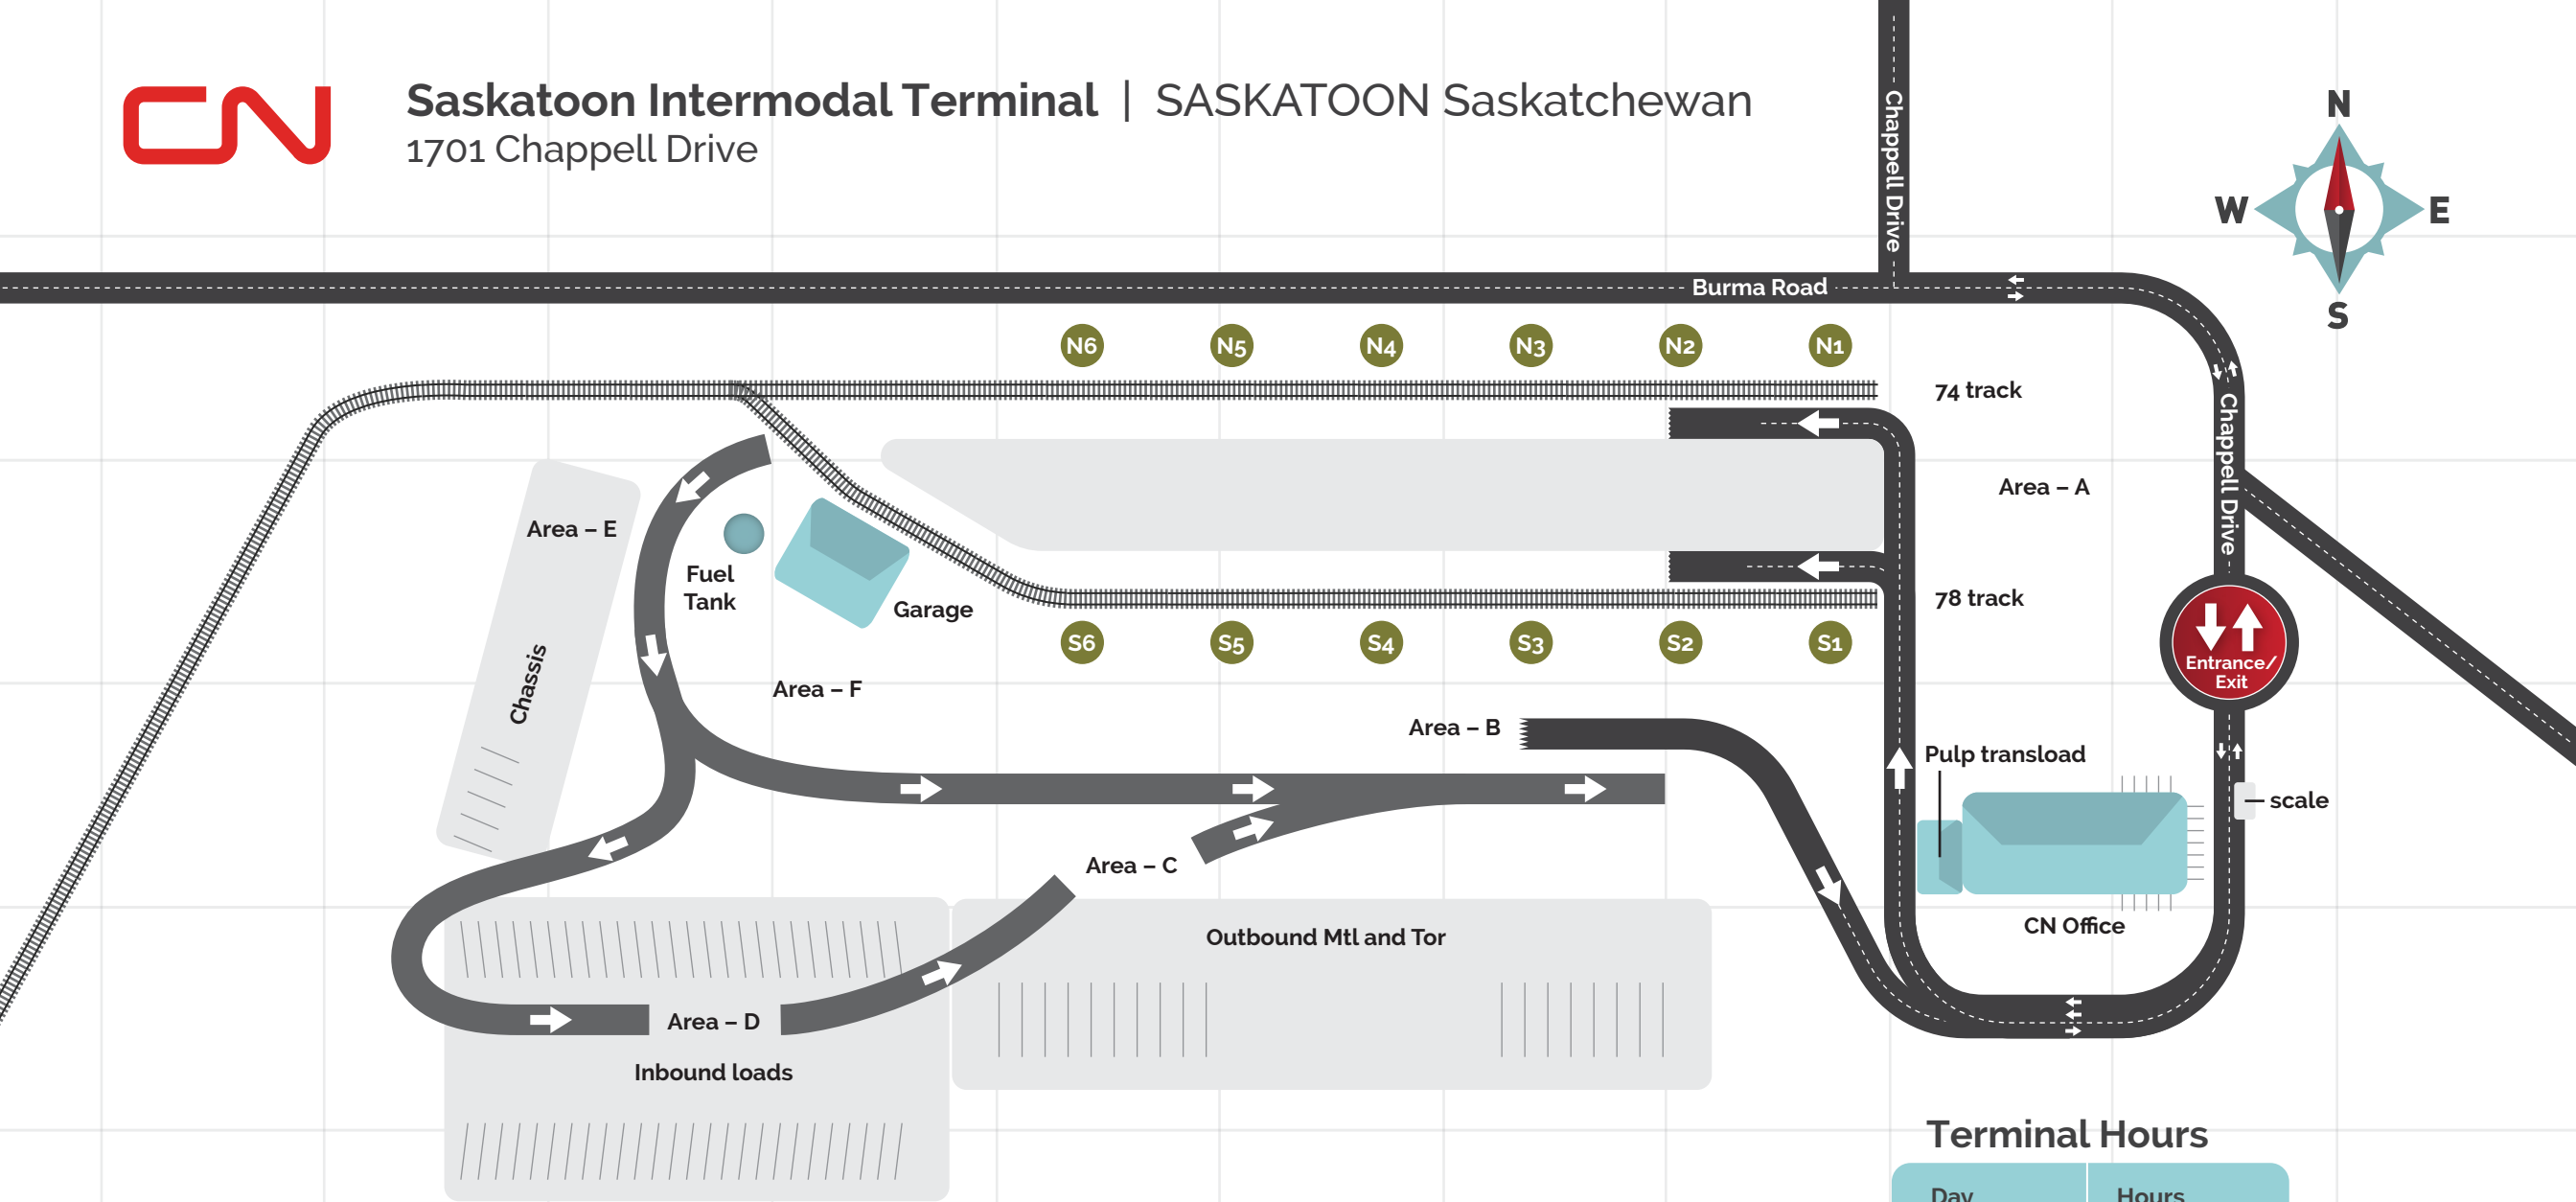 CN
Saskatoon Intermodal Terminal | SASKATOON Saskatchewan
1701 Chappell Drive
Chappell Drive
N
W
E
S
Burma Road
N6
N5
N4
N3
N2
N1
74 track
Chappell Drive
Area – A
Area – E
Fuel
Tank
Garage
78 track
S6
S5
S4
S3
S2
S1
Entrance/
Exit
Chassis
Area – F
Area – B
Pulp transload
scale
Area – C
CN Office
Outbound Mtl and Tor
Area – D
Inbound loads
Terminal Hours
Day
Hours